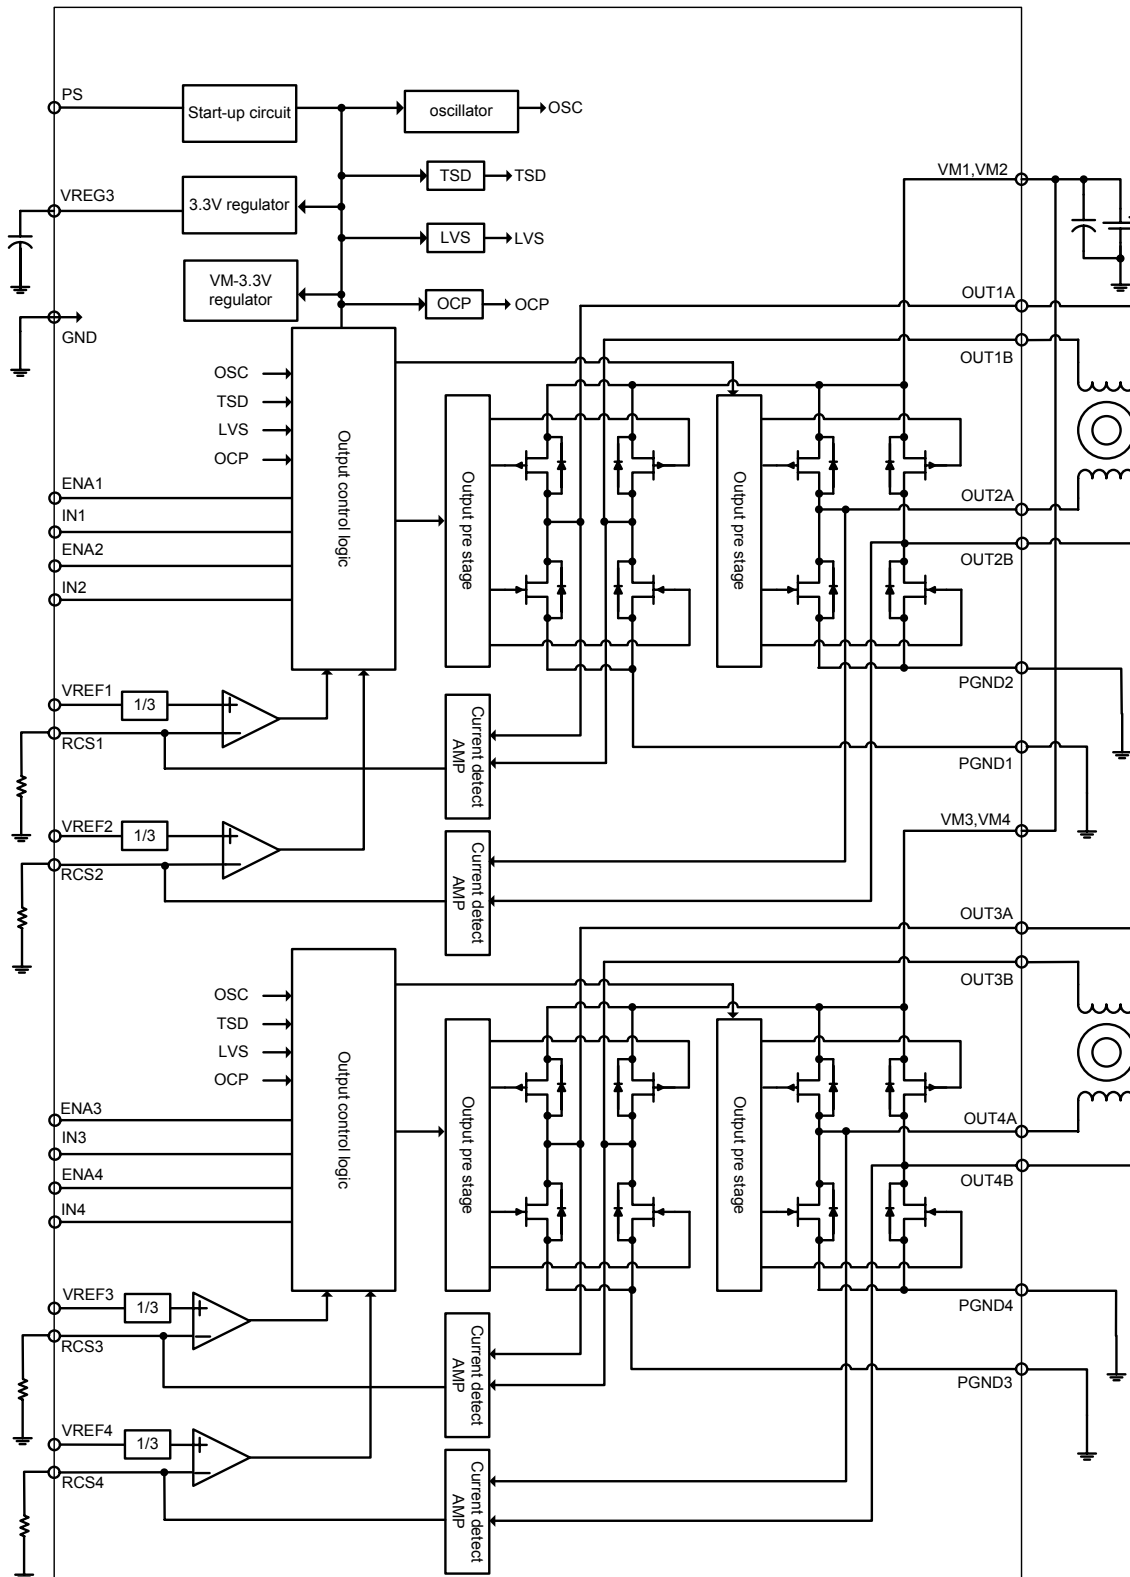 PS
Start-up circuit
oscillator
OSC
TSD
TSD
VM1,VM2
VREG3
3.3V regulator
LVS
LVS
VM-3.3V
regulator
OCP
OCP
OUT1A
GND
OUT1B
OSC
TSD
LVS
OCP
Output control
logic
Output pre stage
Output pre stage
ENA1
IN1
ENA2
IN2
OUT2A
OUT2B
PGND2
VREF1
1/3
+
−
RCS1
Current detect
AMP
PGND1
VREF2
1/3
+
−
RCS2
Current detect
AMP
VM3,VM4
OUT3A
OUT3B
OSC
TSD
LVS
OCP
Output control
logic
Output pre stage
Output pre stage
ENA3
IN3
ENA4
IN4
OUT4A
OUT4B
PGND4
VREF3
1/3
+
−
RCS3
Current detect
AMP
PGND3
VREF4
1/3
+
−
RCS4
Current detect
AMP